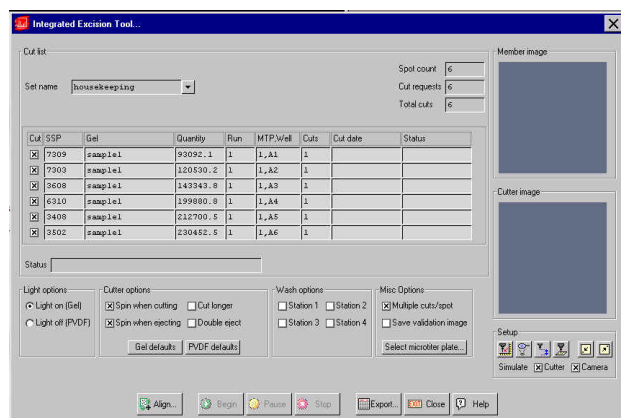 Integrated Excision Tool...
Cut list
Member image
Spot count 6
Set name housekeeping
Cut requests 6
Total cuts 6
Cut SSP Gel Quantity Run MTP,Well Cuts Cut date Status
7309 sample1 93092.1 1 1,A1 1
7303 sample1 120530.2 1 1,A2 1
3608 sample1 143343.8 1 1,A3 1
6310 sample1 199880.8 1 1,A4 1
3408 sample1 212700.5 1 1,A5 1
3502 sample1 230452.5 1 1,A6 1
Cutter image
Status
Light options Cutter options Wash options Misc Options
Light on (Gel) Spin when cutting Cut longer Station 1 Station 2 Multiple cuts/spot
Light off (PVDF) Spin when ejecting Double eject Station 3 Station 4 Save validation image
Gel defaults PVDF defaults Select microtiter plate...
Setup
Simulate Cutter Camera
Align... Begin Pause Stop Export... Close Help